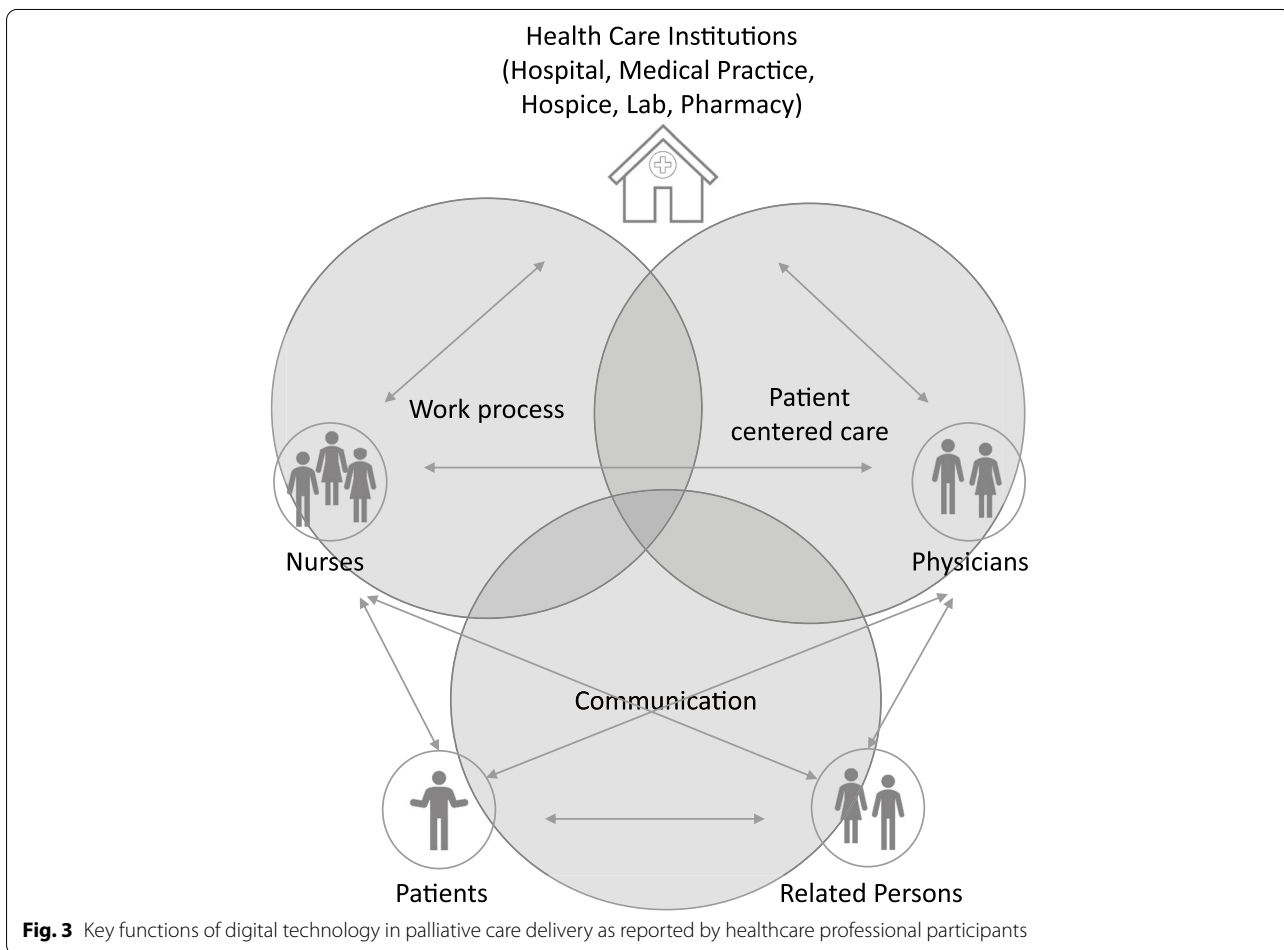 Health Care Institutions
(Hospital, Medical Practice,
Hospice, Lab, Pharmacy)
Work process
Patient
centered care
Nurses
Physicians
Communication
Patients
Related Persons
Fig. 3 Key functions of digital technology in palliative care delivery as reported by healthcare professional participants